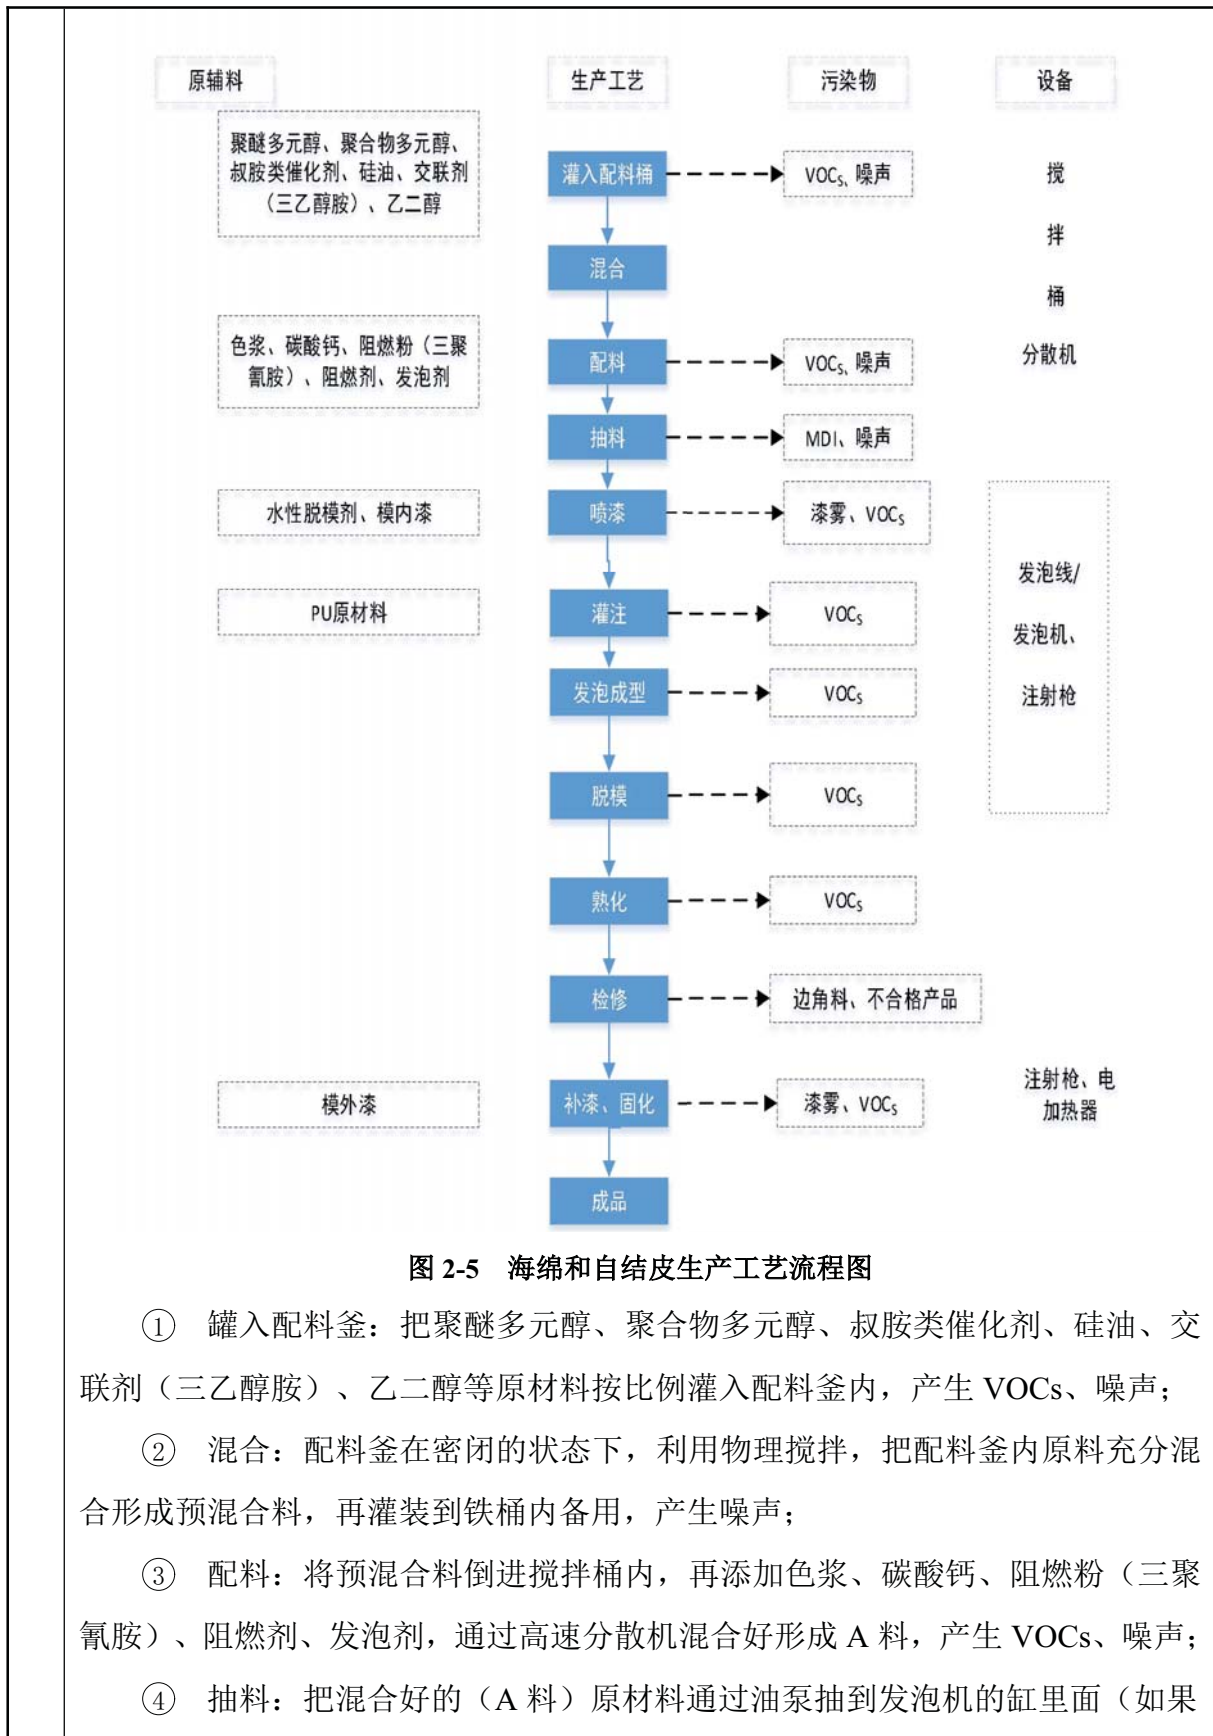 原辅料
生产工艺
污染物
设备
聚醚多元醇、聚合物多元醇、
叔胺类催化剂、硅油、交联剂
（三乙醇胺）、乙二醇
灌入配料桶
VOCs、噪声
搅
拌
桶
混合
色浆、碳酸钙、阻燃粉（三聚
氰胺）、阻燃剂、发泡剂
配料
VOCs、噪声
分散机
抽料
MDI、噪声
水性脱模剂、模内漆
喷漆
漆雾、VOCs
发泡线/
发泡机、
注射枪
PU原材料
灌注
VOCs
发泡成型
VOCs
脱模
VOCs
熟化
VOCs
检修
边角料、不合格产品
模外漆
补漆、固化
漆雾、VOCs
注射枪、电
加热器
成品
图 2-5 海绵和自结皮生产工艺流程图
① 罐入配料釜：把聚醚多元醇、聚合物多元醇、叔胺类催化剂、硅油、交
联剂（三乙醇胺）、乙二醇等原材料按比例灌入配料釜内，产生 VOCs、噪声；
② 混合：配料釜在密闭的状态下，利用物理搅拌，把配料釜内原料充分混
合形成预混合料，再灌装到铁桶内备用，产生噪声；
③ 配料：将预混合料倒进搅拌桶内，再添加色浆、碳酸钙、阻燃粉（三聚
氰胺）、阻燃剂、发泡剂，通过高速分散机混合好形成 A 料，产生 VOCs、噪声；
④ 抽料：把混合好的（A 料）原材料通过油泵抽到发泡机的缸里面（如果